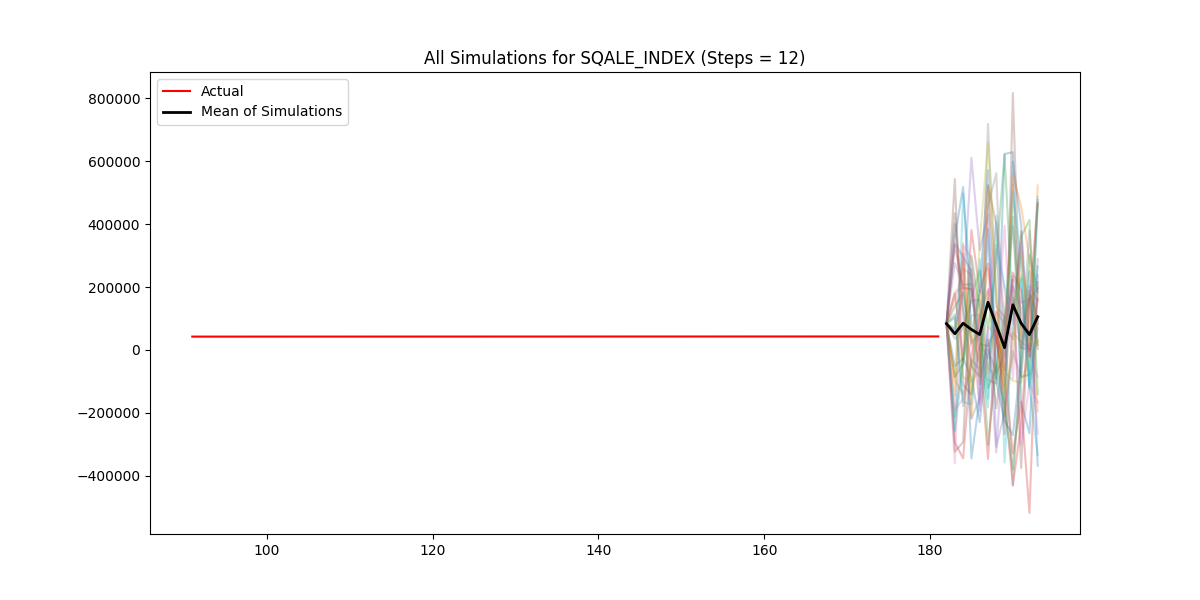 All Simulations for SQALE_INDEX (Steps = 12)
Actual
Mean of Simulations
800000
600000
400000
200000
0
−200000
−400000
100 120 140 160 180